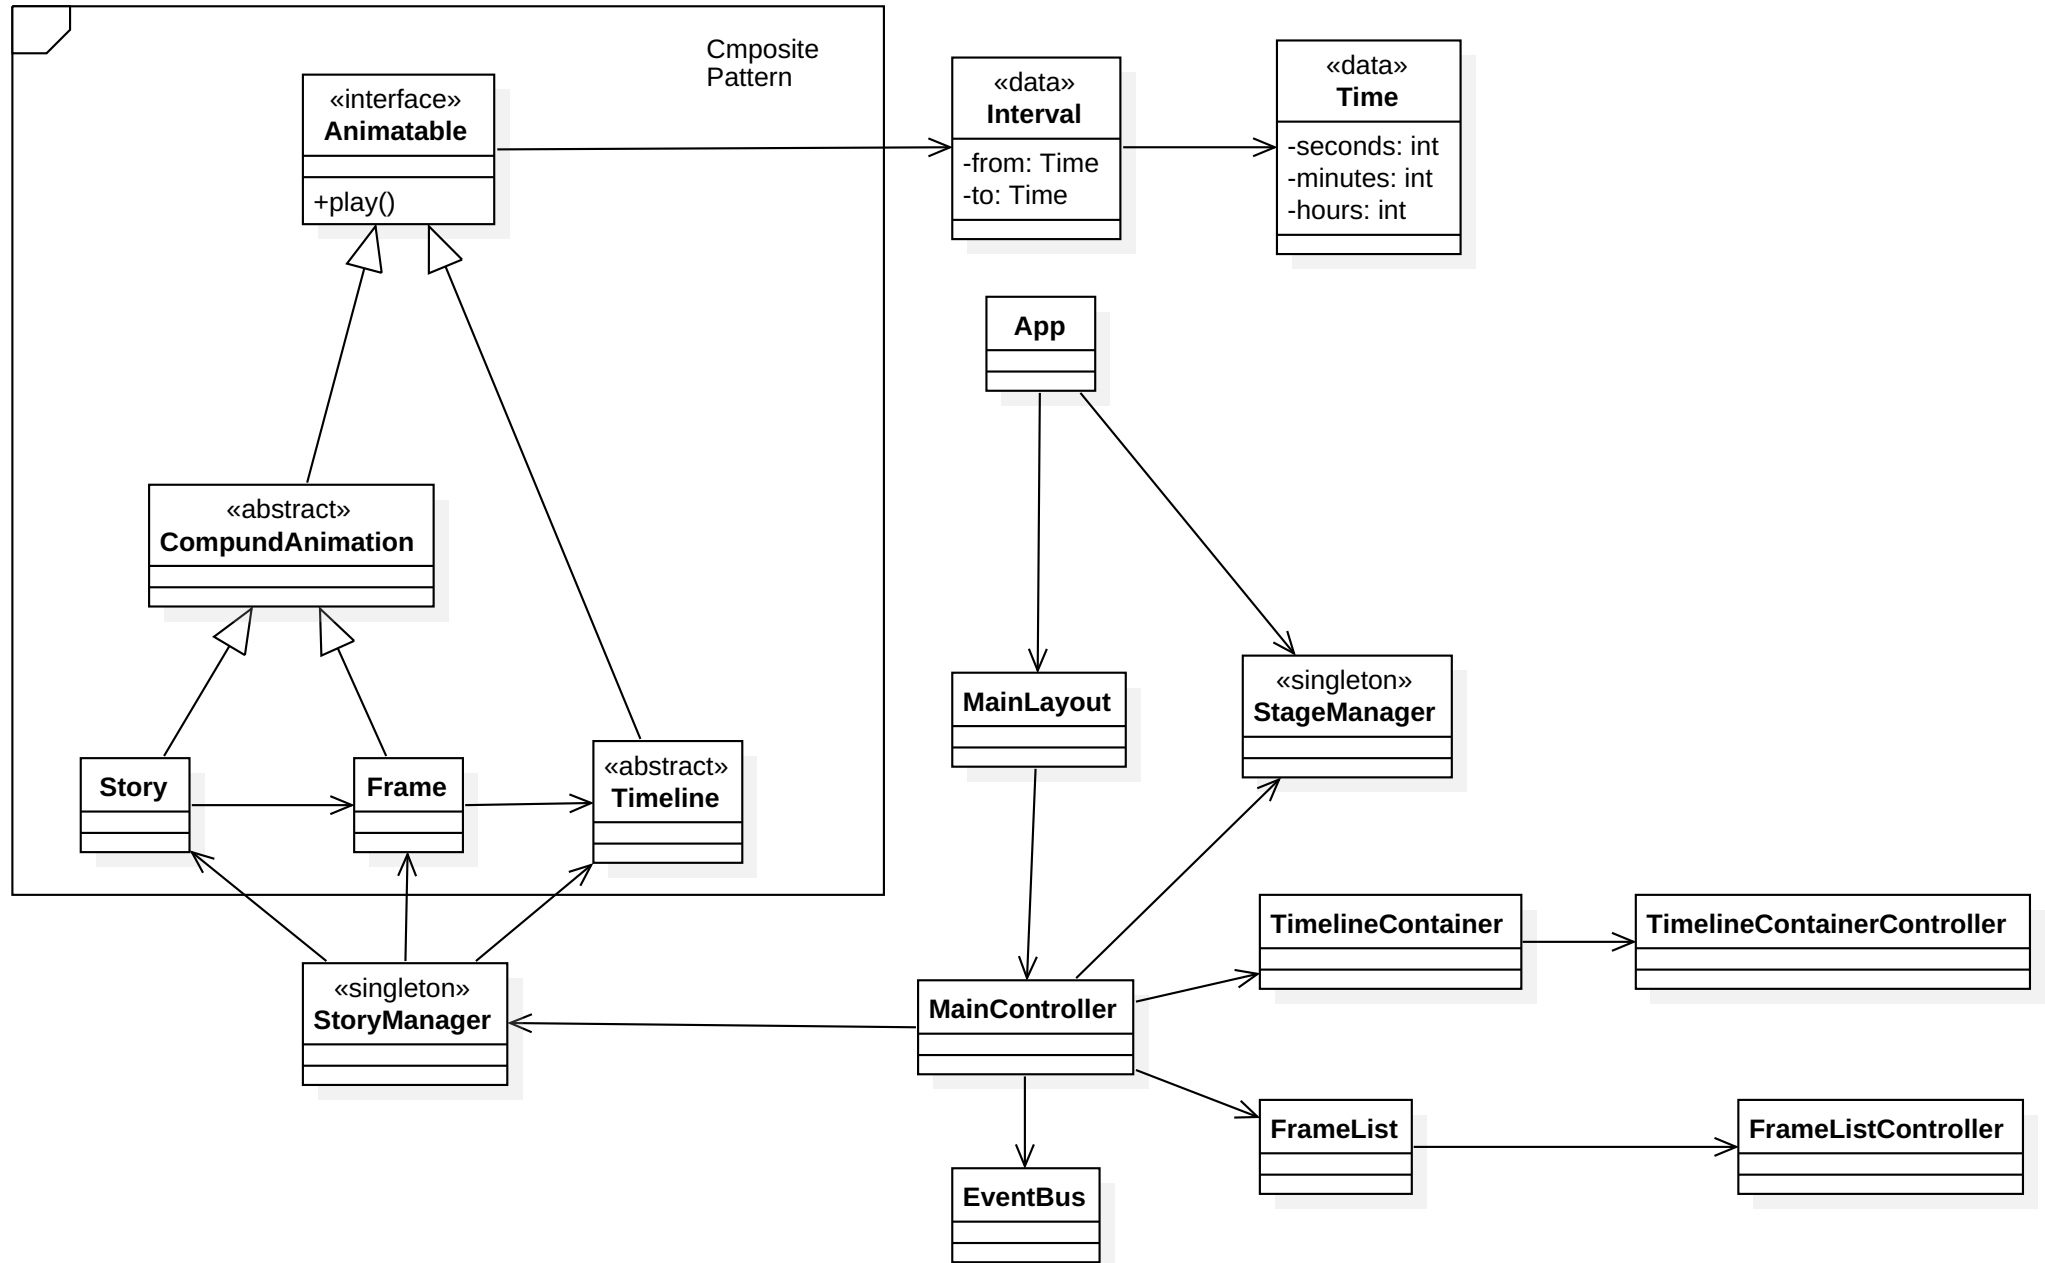 Cmposite
Pattern
«interface»
Animatable
+play()
«data»
Interval
-from: Time
-to: Time
«data»
Time
-seconds: int
-minutes: int
-hours: int
App
«abstract»
CompundAnimation
MainLayout
«singleton»
StageManager
Story
Frame
«abstract»
Timeline
«singleton»
StoryManager
MainController
TimelineContainer
TimelineContainerController
FrameList
FrameListController
EventBus